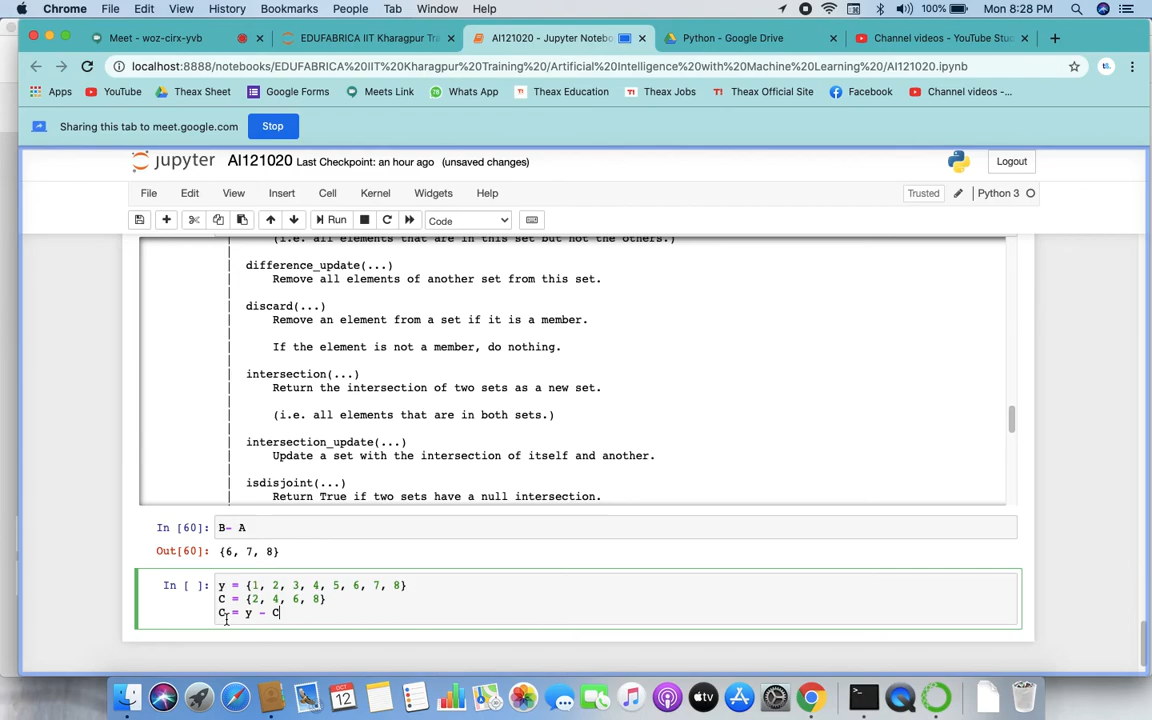 Chrome File Edit View History Bookmarks People Tab Window Help 100% Mon 8:28 PM
Meet - woz-cirx-yvb EDUFABRICA IIT Kharagpur Tra AI121020 - Jupyter Notebo Python - Google Drive Channel videos - YouTube Stud
localhost:8888/notebooks/EDUFABRICA%20IIT%20Kharagpur%20Training%20/Artificial%20Intelligence%20with%20Machine%20Learning%20/AI121020.ipynb
Apps YouTube Theax Sheet Google Forms Meets Link Whats App Theax Education Theax Jobs Theax Official Site Facebook Channel videos -...
Sharing this tab to meet.google.com Stop
jupyter AI121020 Last Checkpoint: an hour ago (unsaved changes) Logout
File Edit View Insert Cell Kernel Widgets Help Trusted Python 3
Run Code
(i.e. all elements that are in this set but not the others.)
| difference_update(...)
| Remove all elements of another set from this set.
| discard(...)
| Remove an element from a set if it is a member.
| If the element is not a member, do nothing.
| intersection(...)
| Return the intersection of two sets as a new set.
| (i.e. all elements that are in both sets.)
| intersection_update(...)
| Update a set with the intersection of itself and another.
| isdisjoint(...)
| Return True if two sets have a null intersection.
In [60]: B- A
Out[60]: {6, 7, 8}
In [ ]: y = {1, 2, 3, 4, 5, 6, 7, 8}
C = {2, 4, 6, 8}
C = y - C
OCT 12
tv